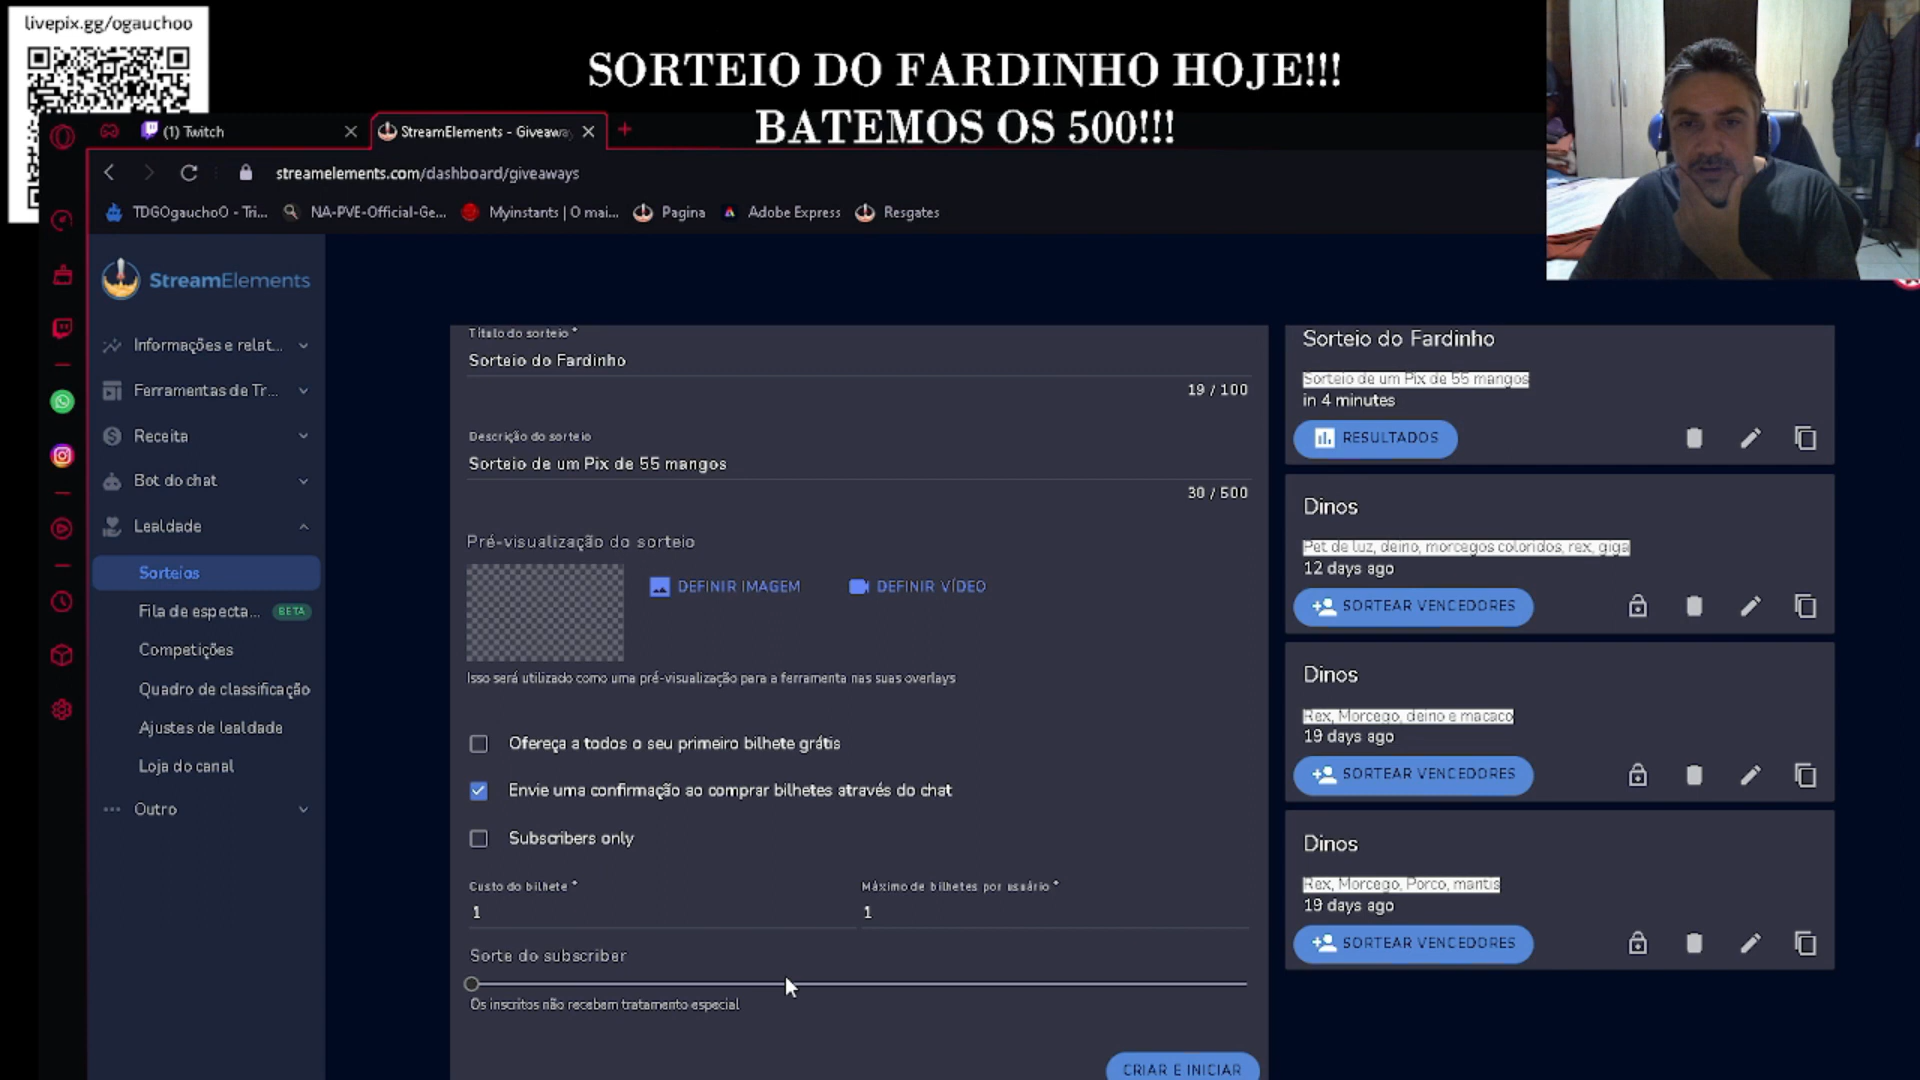 livepix.gg/ogauchoo
SORTEIO DO FARDINHO HOJE!!!
BATEMOS OS 500!!!
(1) Twitch
StreamElements - Giveaw
streamelements.com/dashboard/giveaways
TDGOgauchoO - Tri...
NA-PVE-Official-Ge...
Myinstants | O mai...
Pagina
Adobe Express
Resgates
StreamElements
Informações e relat...
Ferramentas de Tr...
Receita
Bot do chat
Lealdade
Sorteios
Fila de especta... BETA
Competições
Quadro de classificação
Ajustes de lealdade
Loja do canal
Outro
Título do sorteio *
Sorteio do Fardinho
19 / 100
Descrição do sorteio
Sorteio de um Pix de 55 mangos
30 / 500
Pré-visualização do sorteio
DEFINIR IMAGEM
DEFINIR VÍDEO
Isso será utilizado como uma pré-visualização para a ferramenta nas suas overlays
Ofereça a todos o seu primeiro bilhete grátis
Envie uma confirmação ao comprar bilhetes através do chat
Subscribers only
Custo do bilhete *
1
Máximo de bilhetes por usuário *
1
Sorte do subscriber
Os inscritos não recebem tratamento especial
CRIAR E INICIAR
Sorteio do Fardinho
Sorteio de um Pix de 55 mangos
in 4 minutes
RESULTADOS
Dinos
Pet de luz, deino, morcegos coloridos, rex, giga
12 days ago
SORTEAR VENCEDORES
Dinos
Rex, Morcego, deino e macaco
19 days ago
SORTEAR VENCEDORES
Dinos
Rex, Morcego, Porco, mantis
19 days ago
SORTEAR VENCEDORES